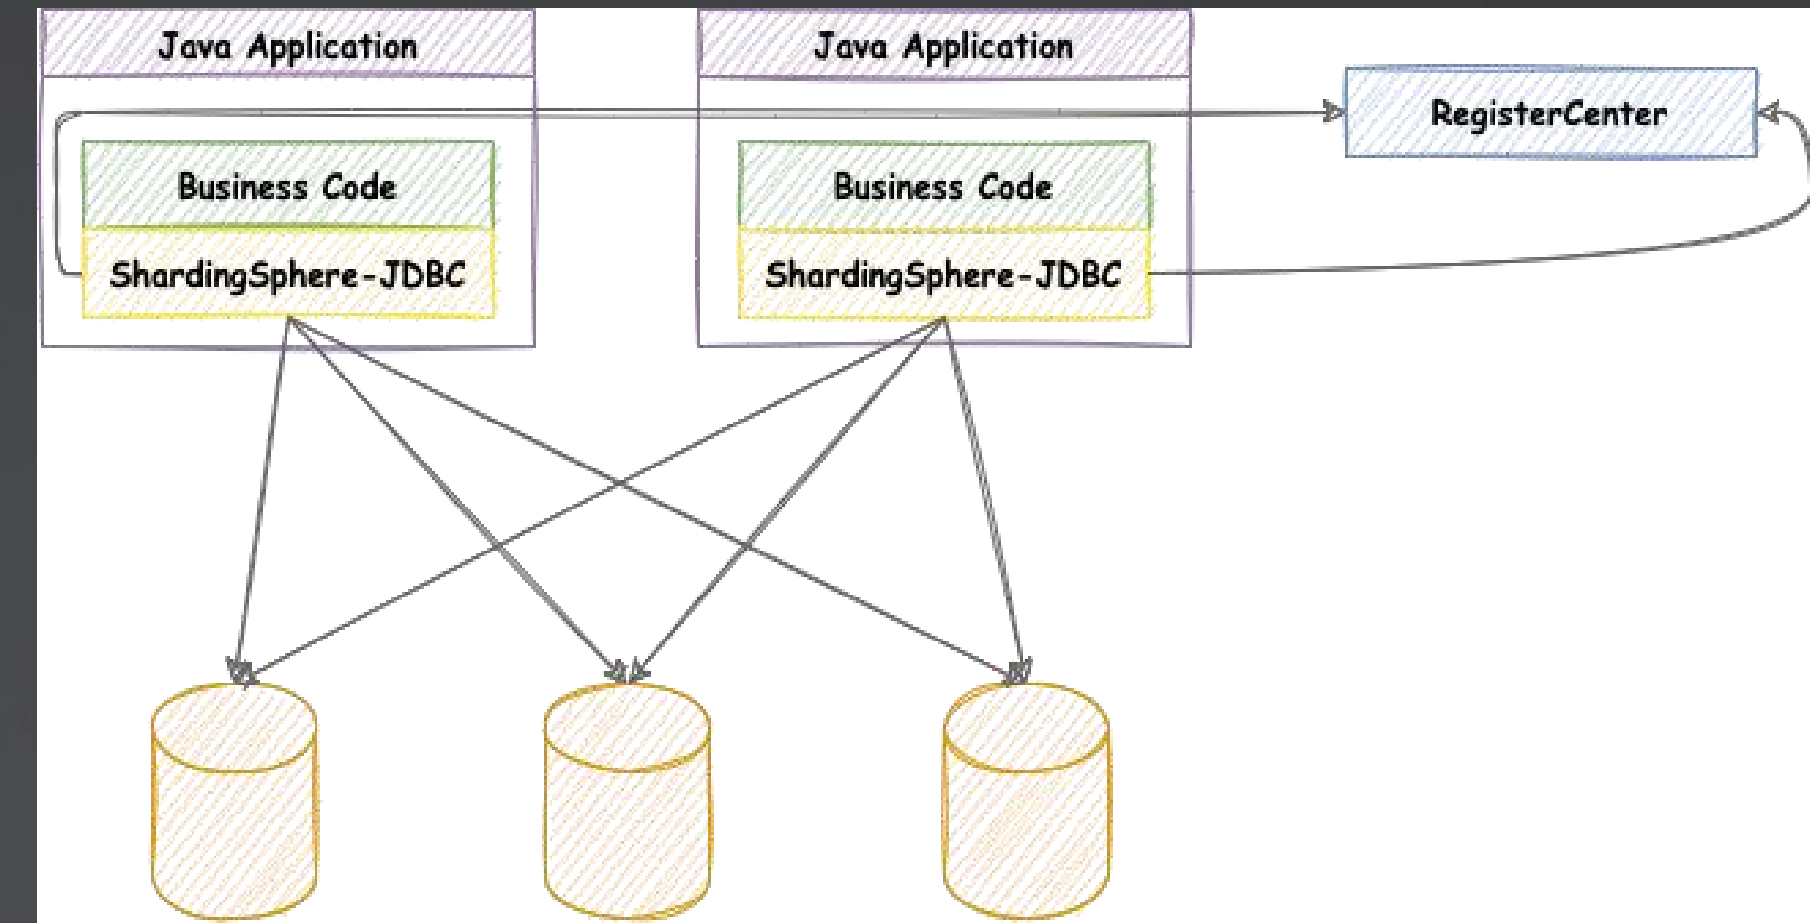 Java Application
Java Application
RegisterCenter
Business Code
Business Code
ShardingSphere-JDBC
ShardingSphere-JDBC